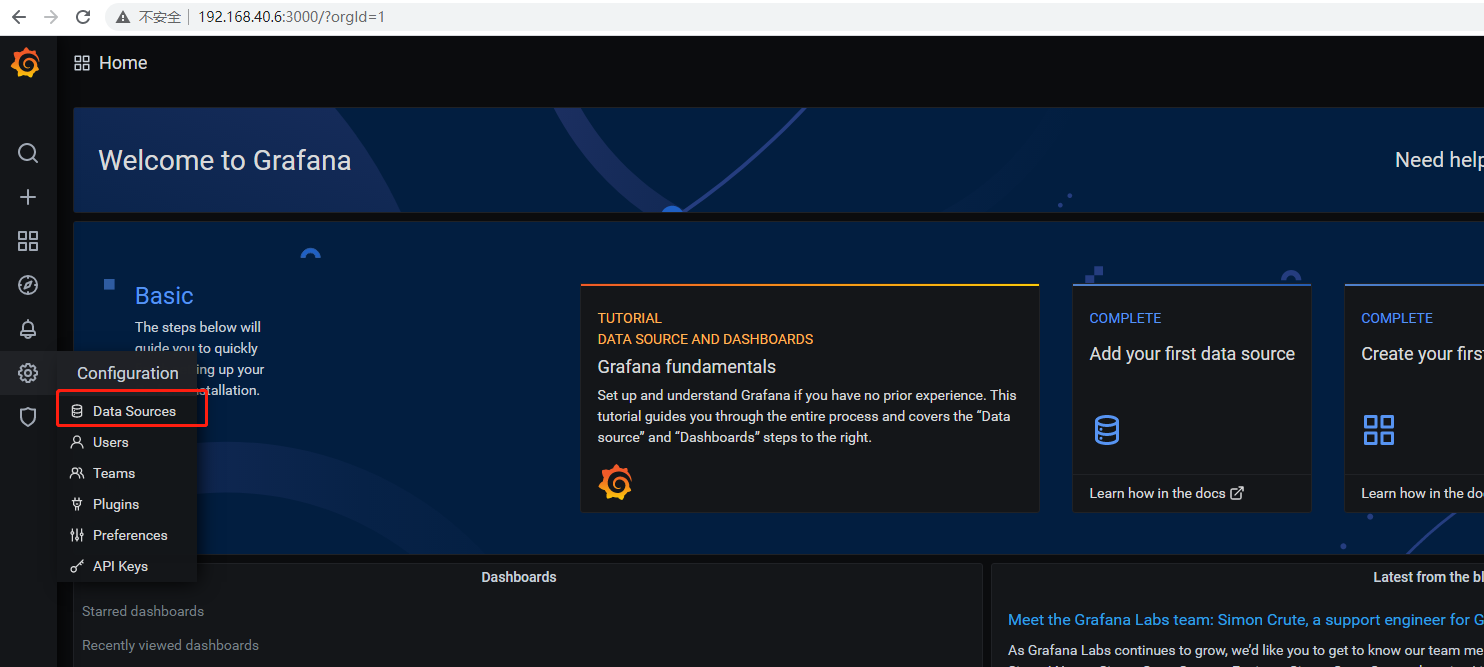 不安全 192.168.40.6:3000/?orgId=1
Home
Welcome to Grafana
Need help
Basic
The steps below will
guide you to quickly
ing up your
stallation.
TUTORIAL
DATA SOURCE AND DASHBOARDS
Grafana fundamentals
Set up and understand Grafana if you have no prior experience. This
tutorial guides you through the entire process and covers the “Data
source” and “Dashboards” steps to the right.
COMPLETE
Add your first data source
Learn how in the docs
COMPLETE
Create your firs
Learn how in the do
Configuration
Data Sources
Users
Teams
Plugins
Preferences
API Keys
Dashboards
Starred dashboards
Recently viewed dashboards
Latest from the bl
Meet the Grafana Labs team: Simon Crute, a support engineer for G
As Grafana Labs continues to grow, we’d like you to get to know our team me